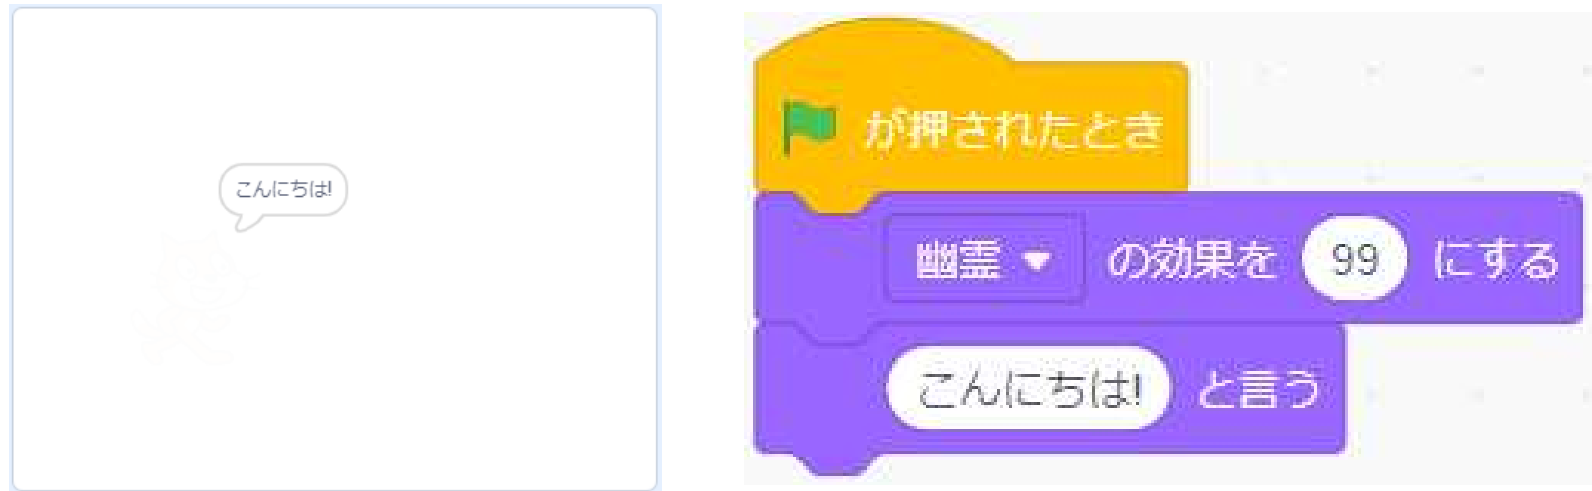 こんにちは!
が押されたとき
幽霊 の効果を 99 にする
こんにちは! と言う